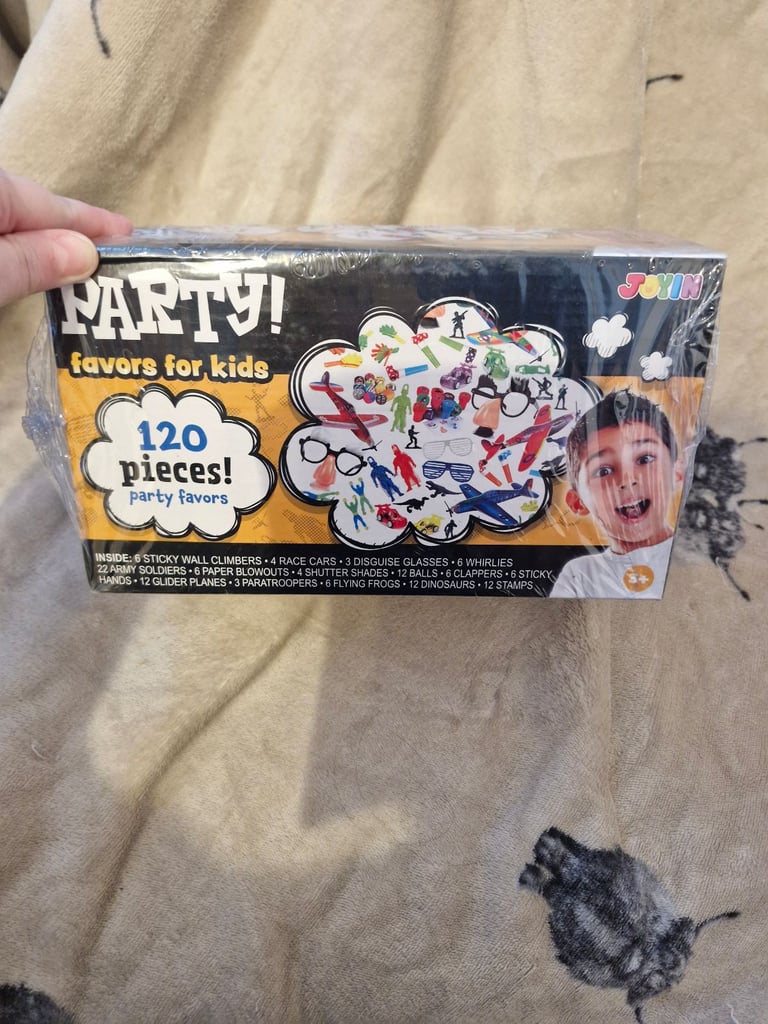 PARTY!
JOYIN
favors for kids
120
pieces!
party favors
INSIDE: 6 STICKY WALL CLIMBERS • 4 RACE CARS • 3 DISGUISE GLASSES • 6 WHIRLIES
22 ARMY SOLDIERS • 6 PAPER BLOWOUTS • 4 SHUTTER SHADES • 12 BALLS • 6 CLAPPERS • 6 STICKY
HANDS • 12 GLIDER PLANES • 3 PARATROOPERS • 6 FLYING FROGS • 12 DINOSAURS • 12 STAMPS
5+